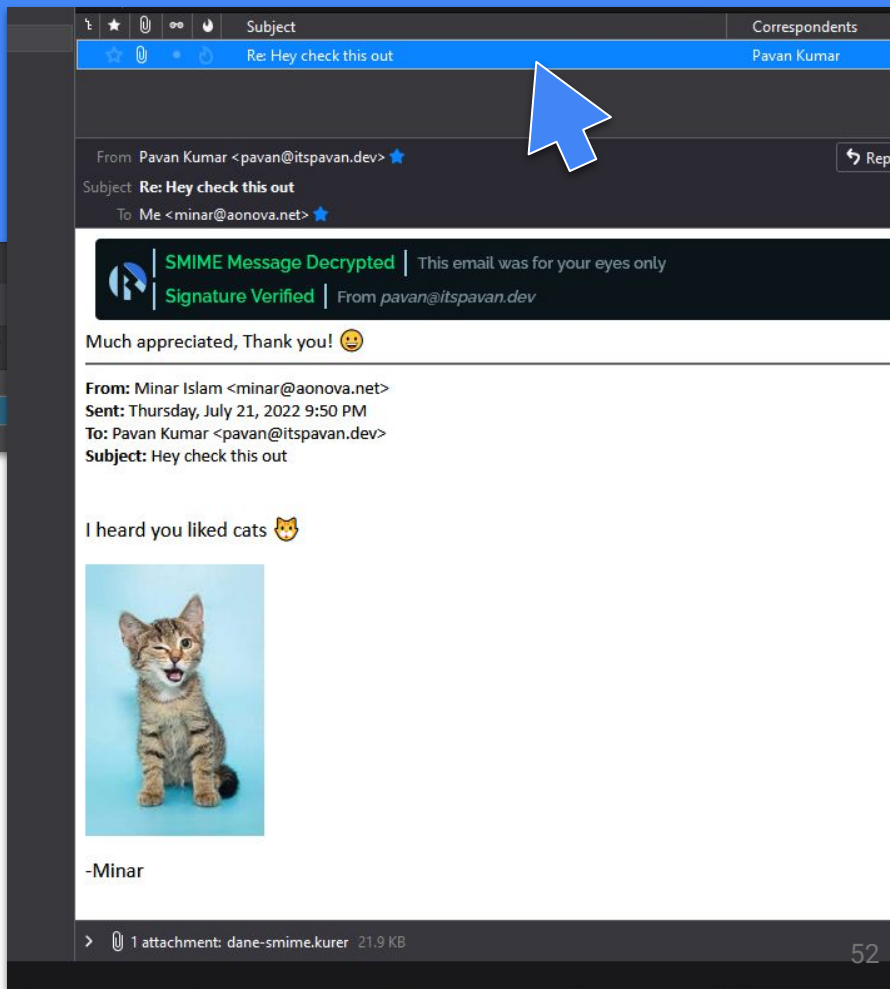 Subject Correspondents
Re: Hey check this out Pavan Kumar
From Pavan Kumar <pavan@itspavan.dev>
Rep
Subject Re: Hey check this out
To Me <minar@aonova.net>
SMIME Message Decrypted | This email was for your eyes only
Signature Verified | From pavan@itspavan.dev
Much appreciated, Thank you! 😀
From: Minar Islam <minar@aonova.net>
Sent: Thursday, July 21, 2022 9:50 PM
To: Pavan Kumar <pavan@itspavan.dev>
Subject: Hey check this out
I heard you liked cats 🐱
-Minar
1 attachment: dane-smime.kurer 21.9 KB
52